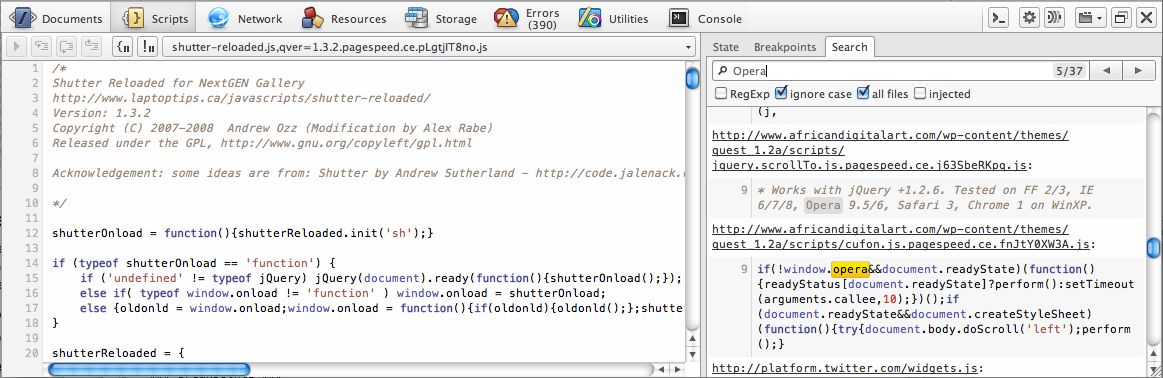 Documents Scripts Network Resources Storage Errors (390) Utilities Console
shutter-reloaded.js,qver=1.3.2.pagespeed.ce.pLgtjIT8no.js
1 /*
2 Shutter Reloaded for NextGEN Gallery
3 http://www.laptoptips.ca/javascripts/shutter-reloaded/
4 Version: 1.3.2
5 Copyright (C) 2007-2008  Andrew Ozz (Modification by Alex Rabe)
6 Released under the GPL, http://www.gnu.org/copyleft/gpl.html
7
8 Acknowledgement: some ideas are from: Shutter by Andrew Sutherland - http://code.jalenack.
9
10 */
11
12 shutterOnload = function(){shutterReloaded.init('sh');}
13
14 if (typeof shutterOnload == 'function') {
15     if ('undefined' != typeof jQuery) jQuery(document).ready(function(){shutterOnload();});
16     else if( typeof window.onload != 'function' ) window.onload = shutterOnload;
17     else {oldonld = window.onload;window.onload = function(){if(oldonld){oldonld();};shutte
18 }
19
20 shutterReloaded = {
State Breakpoints Search
Opera 5/37
RegExp ignore case all files injected
(j,
http://www.africandigitalart.com/wp-content/themes/
quest_1.2a/scripts/
jquery.scrollTo.js.pagespeed.ce.j63SbeRKpq.js:
9 * Works with jQuery +1.2.6. Tested on FF 2/3, IE
6/7/8, Opera 9.5/6, Safari 3, Chrome 1 on WinXP.
http://www.africandigitalart.com/wp-content/themes/
quest_1.2a/scripts/cufon.js.pagespeed.ce.fnJtY0XW3A.js:
9 if(!window.opera&&document.readyState)(function()
{readyStatus[document.readyState]?perform():setTimeout
(arguments.callee,10);})();if
(document.readyState&&document.createStyleSheet)
(function(){try{document.body.doScroll('left');perform
();}
http://platform.twitter.com/widgets.js: